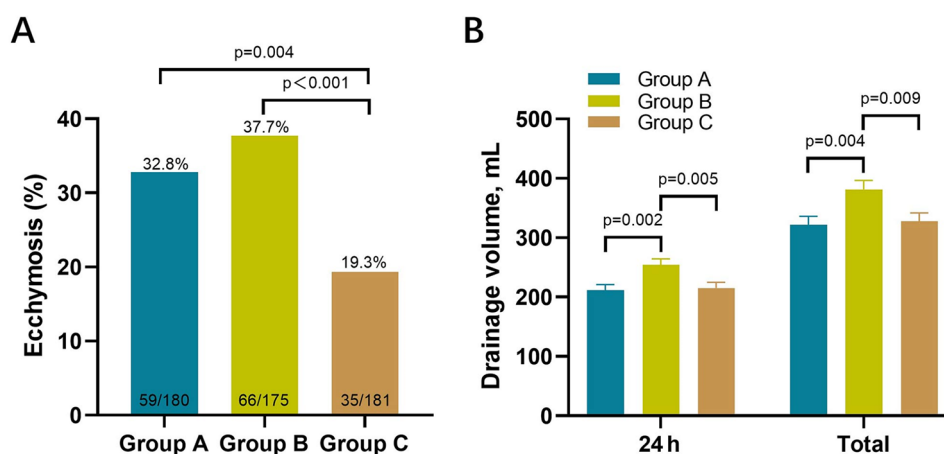 A
p=0.004
p<0.001
40
30
20
10
0
Ecchymosis (%)
32.8%
37.7%
19.3%
59/180
66/175
35/181
Group A
Group B
Group C
B
Group A
Group B
Group C
500
400
300
200
100
0
Drainage volume, mL
p=0.002
p=0.005
p=0.004
p=0.009
24 h
Total